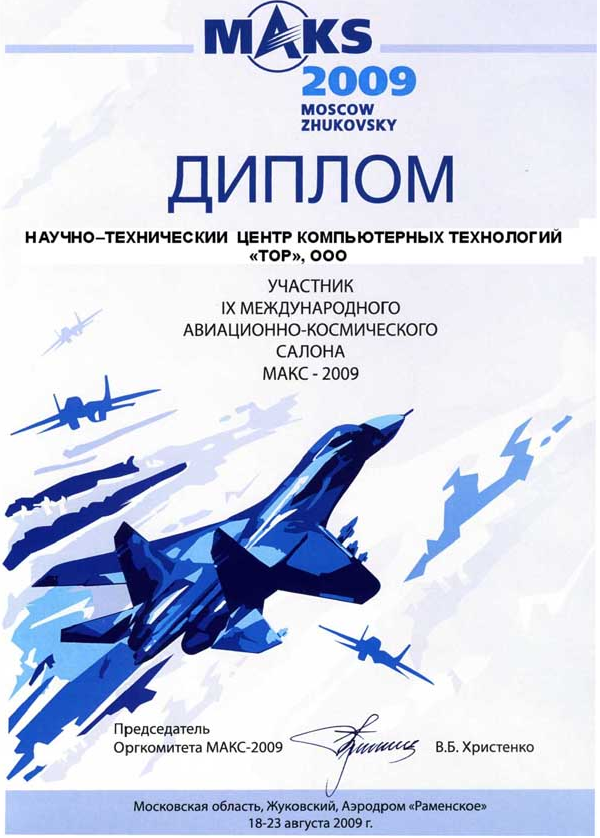 MAKS
2009
MOSCOW
ZHUKOVSKY
ДИПЛОМ
НАУЧНО–ТЕХНИЧЕСКИИ ЦЕНТР КОМПЬЮТЕРНЫХ ТЕХНОЛОГИЙ
«ТОР», ООО
УЧАСТНИК
IX МЕЖДУНАРОДНОГО
АВИАЦИОННО-КОСМИЧЕСКОГО
САЛОНА
МАКС - 2009
Председатель
Оргкомитета МАКС-2009 В.Б. Христенко
Московская область, Жуковский, Аэродром «Раменское»
18-23 августа 2009 г.